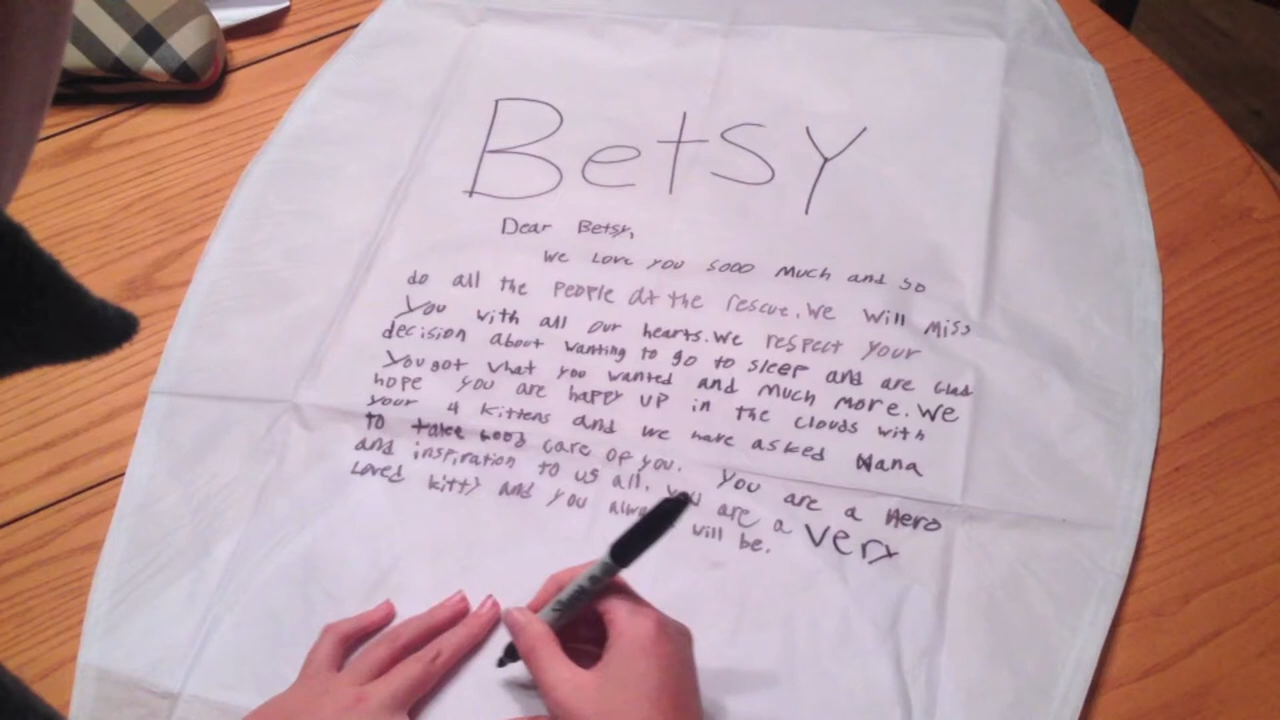 BetSY
Dear Betsy,
We Love you sooo Much and so
do all the people at the rescue. We will Miss
You with all our hearts. We respect your
decision about wanting to go to sleep and are Glad
You got what you wanted and Much More. We
hope you are happy up in the clouds with
your 4 kittens and we have asked Nana
to take good care of you. You are a Hero
and inspiration to us all. you are a very
Loved kitty and you always will be.